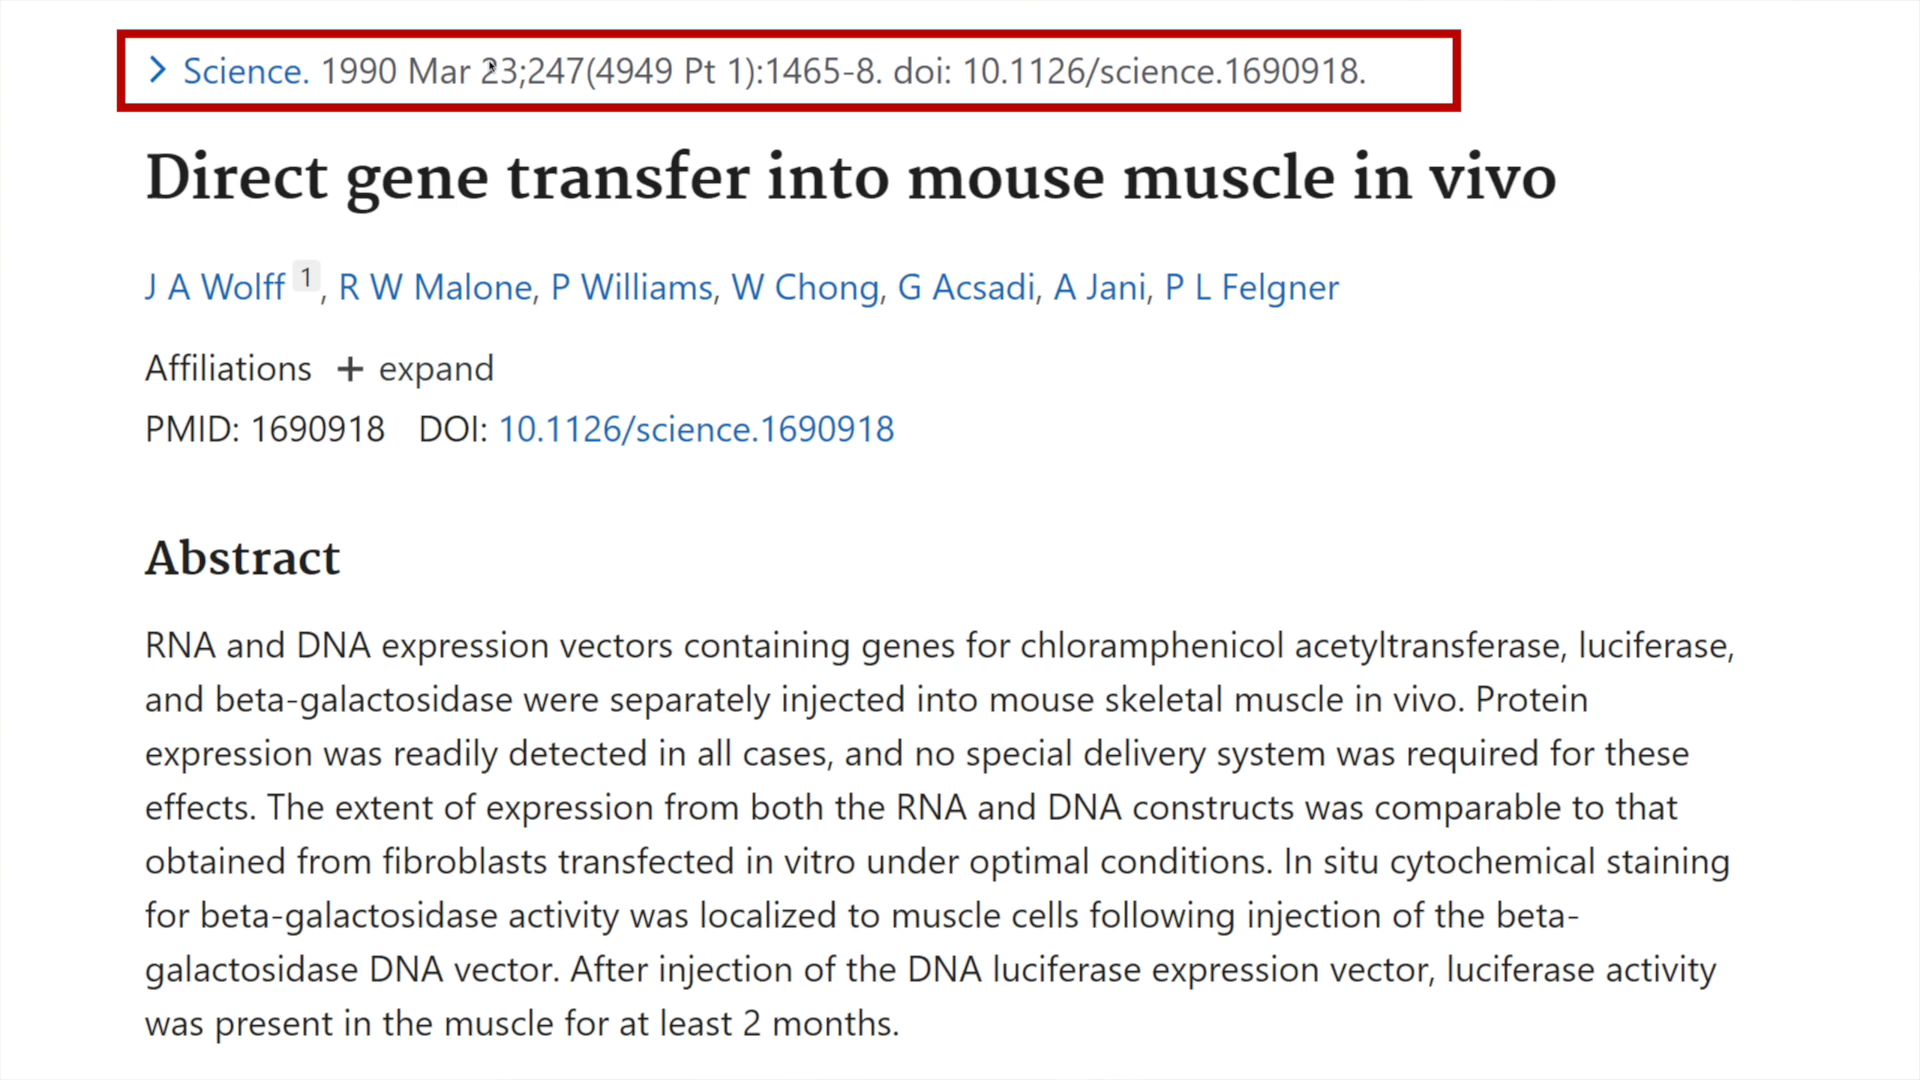 Science. 1990 Mar 23;247(4949 Pt 1):1465-8. doi: 10.1126/science.1690918.
Direct gene transfer into mouse muscle in vivo
J A Wolff 1, R W Malone, P Williams, W Chong, G Acsadi, A Jani, P L Felgner
Affiliations + expand
PMID: 1690918 DOI: 10.1126/science.1690918
Abstract
RNA and DNA expression vectors containing genes for chloramphenicol acetyltransferase, luciferase,
and beta-galactosidase were separately injected into mouse skeletal muscle in vivo. Protein
expression was readily detected in all cases, and no special delivery system was required for these
effects. The extent of expression from both the RNA and DNA constructs was comparable to that
obtained from fibroblasts transfected in vitro under optimal conditions. In situ cytochemical staining
for beta-galactosidase activity was localized to muscle cells following injection of the beta-
galactosidase DNA vector. After injection of the DNA luciferase expression vector, luciferase activity
was present in the muscle for at least 2 months.